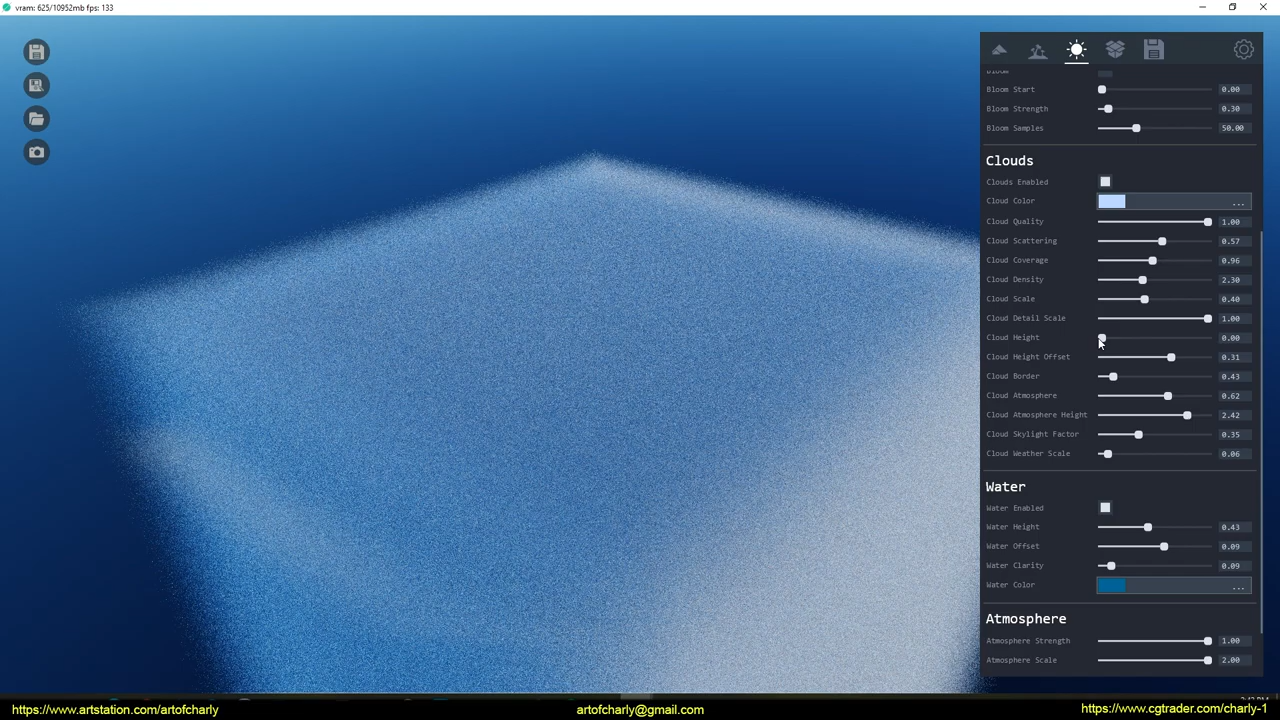 vram: 625/10952mb fps: 133
Bloom
Bloom Start 0.00
Bloom Strength 0.30
Bloom Samples 50.00
Clouds
Clouds Enabled
Cloud Color ...
Cloud Quality 1.00
Cloud Scattering 0.57
Cloud Coverage 0.96
Cloud Density 2.30
Cloud Scale 0.40
Cloud Detail Scale 1.00
Cloud Height 0.00
Cloud Height Offset 0.31
Cloud Border 0.43
Cloud Atmosphere 0.62
Cloud Atmosphere Height 2.42
Cloud Skylight Factor 0.35
Cloud Weather Scale 0.06
Water
Water Enabled
Water Height 0.43
Water Offset 0.09
Water Clarity 0.09
Water Color ...
Atmosphere
Atmosphere Strength 1.00
Atmosphere Scale 2.00
https://www.artstation.com/artofcharly artofcharly@gmail.com https://www.cgtrader.com/charly-1